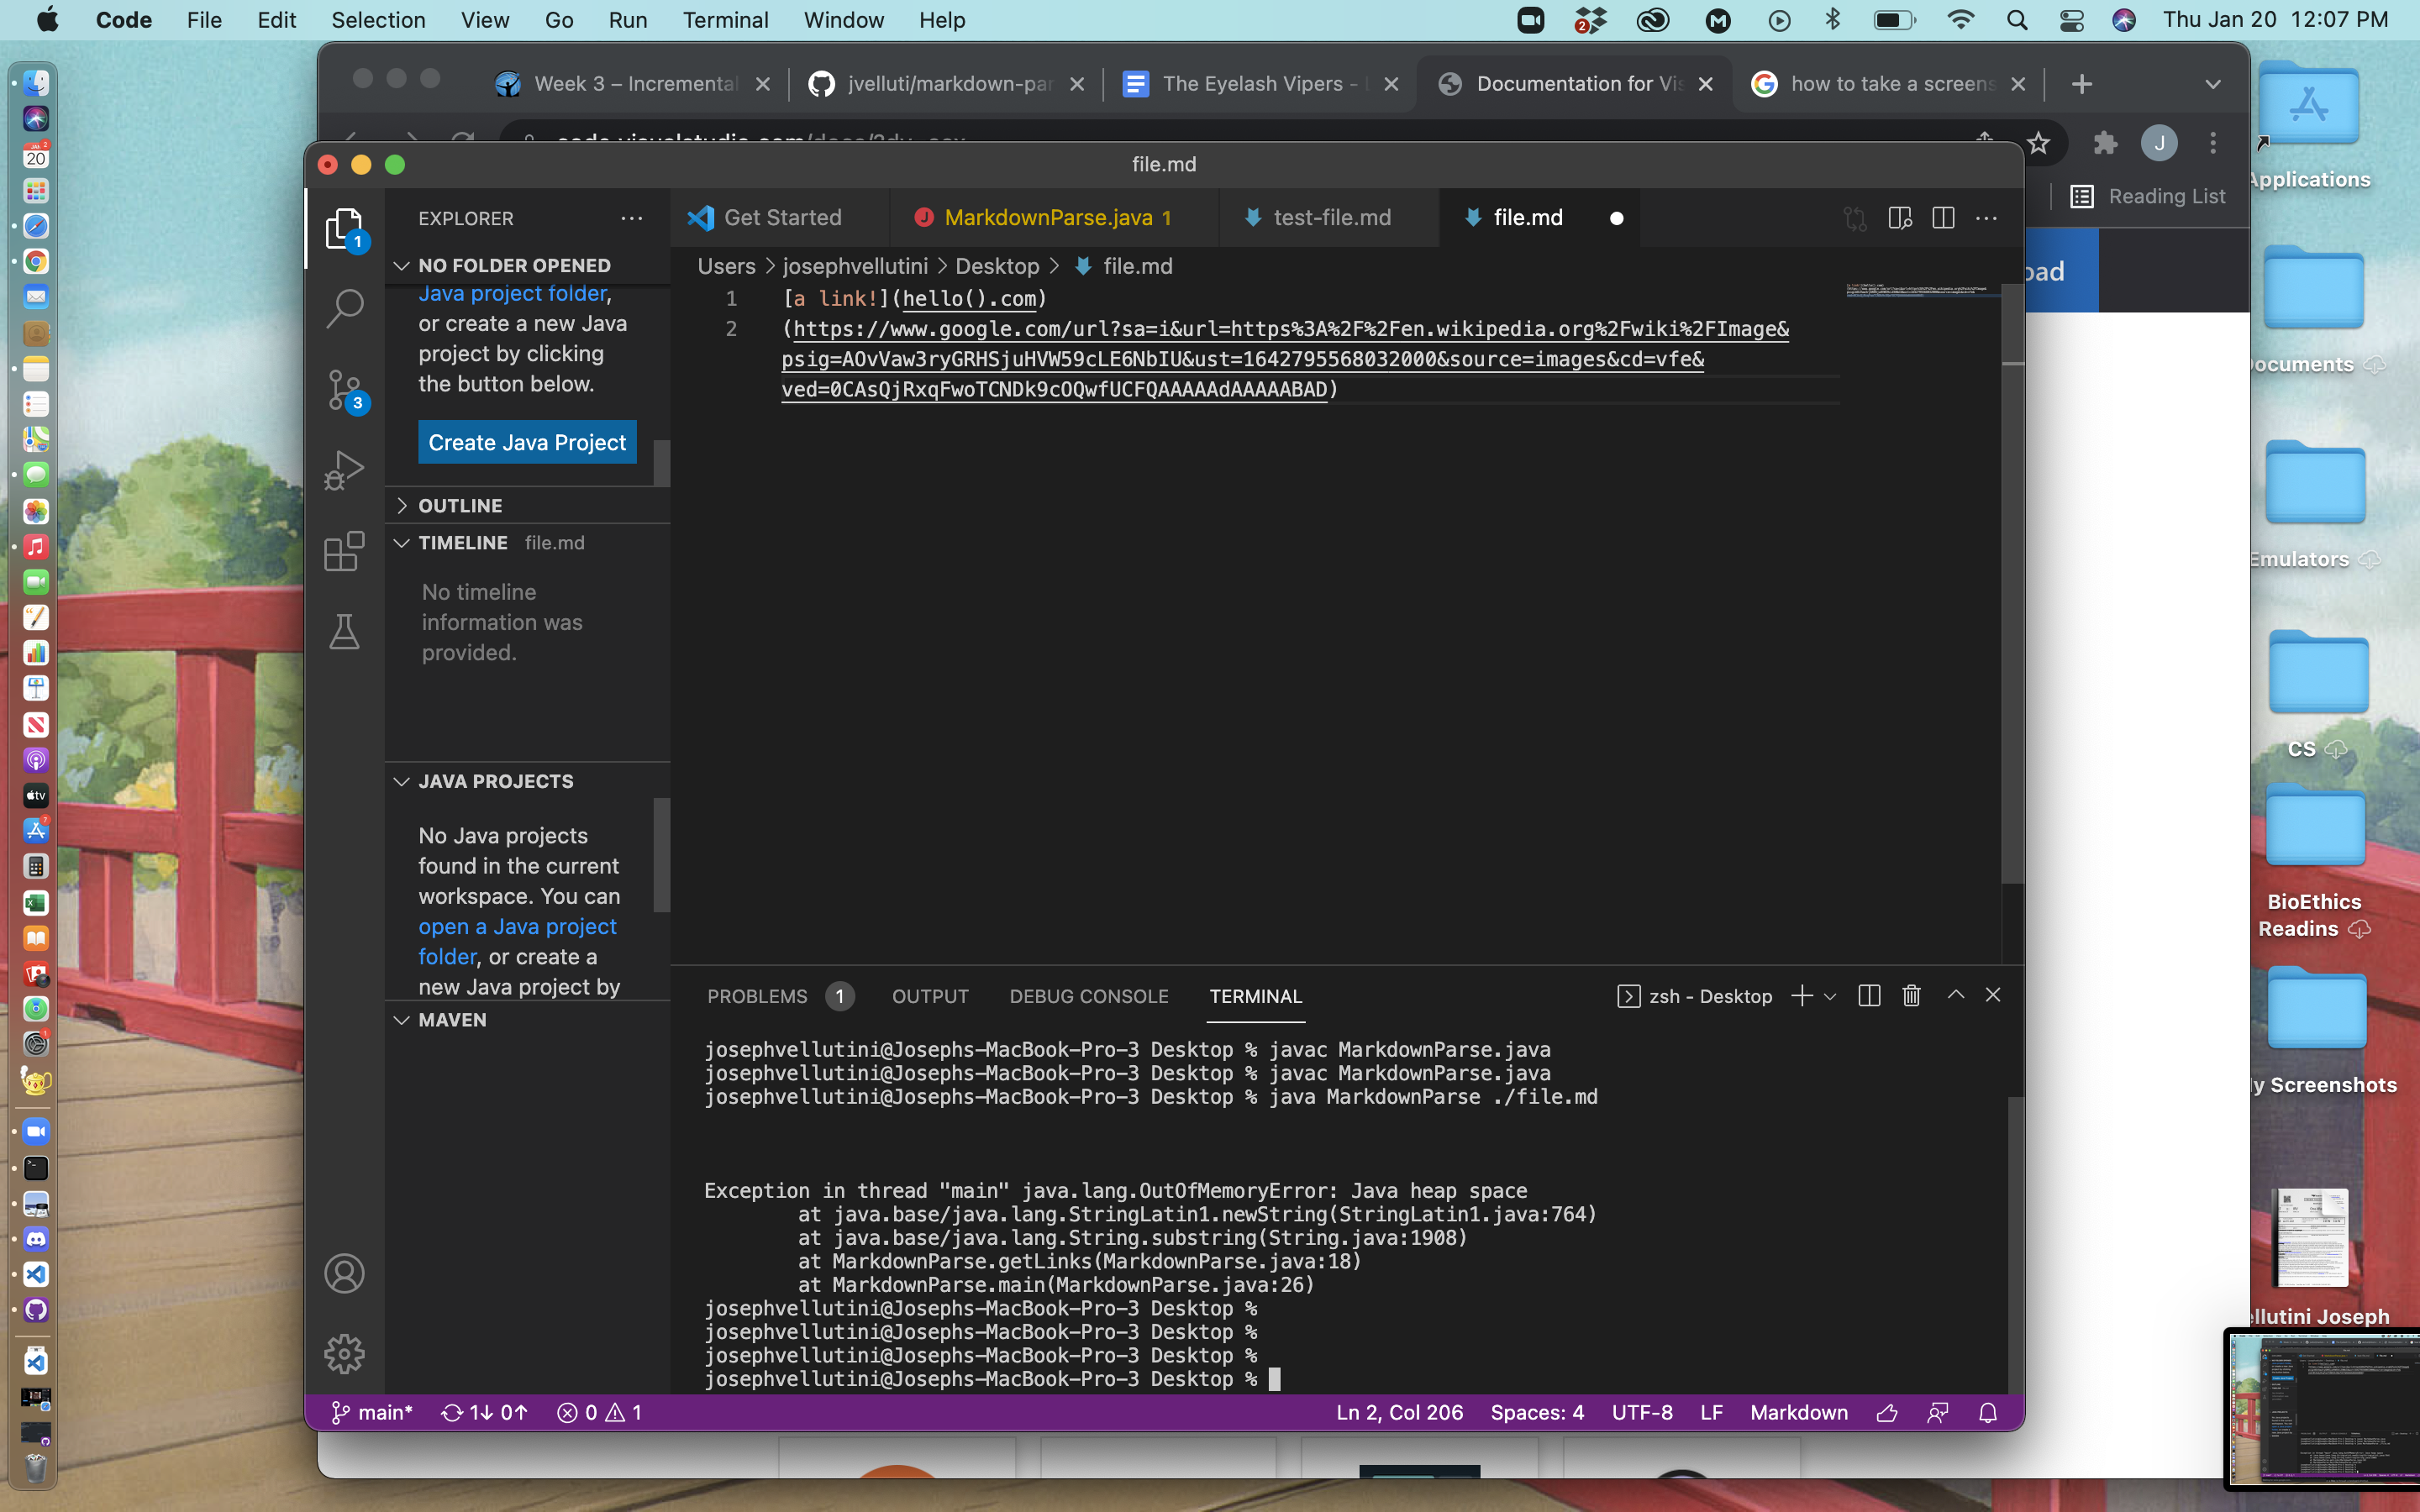 Code File Edit Selection View Go Run Terminal Window Help
2
Thu Jan 20 12:07 PM
Week 3 – Incremental
jvelluti/markdown-par
The Eyelash Vipers -
Documentation for Vis
how to take a screens
J
Reading List
file.md
EXPLORER
Get Started
J MarkdownParse.java 1
test-file.md
file.md
1
NO FOLDER OPENED
Users > josephvellutini > Desktop > file.md
Java project folder,
or create a new Java
project by clicking
the button below.
Create Java Project
1 [a link!](hello().com)
2 (https://www.google.com/url?sa=i&url=https%3A%2F%2Fen.wikipedia.org%2Fwiki%2FImage&
psig=AOvVaw3ryGRHSjuHVW59cLE6NbIU&ust=1642795568032000&source=images&cd=vfe&
ved=0CAsQjRxqFwoTCNDk9cOQwfUCFQAAAAAdAAAAABAD)
3
OUTLINE
TIMELINE file.md
No timeline
information was
provided.
JAVA PROJECTS
No Java projects
found in the current
workspace. You can
open a Java project
folder, or create a
new Java project by
MAVEN
PROBLEMS 1 OUTPUT DEBUG CONSOLE TERMINAL
zsh - Desktop
josephvellutini@Josephs-MacBook-Pro-3 Desktop % javac MarkdownParse.java
josephvellutini@Josephs-MacBook-Pro-3 Desktop % javac MarkdownParse.java
josephvellutini@Josephs-MacBook-Pro-3 Desktop % java MarkdownParse ./file.md
Exception in thread "main" java.lang.OutOfMemoryError: Java heap space
at java.base/java.lang.StringLatin1.newString(StringLatin1.java:764)
at java.base/java.lang.String.substring(String.java:1908)
at MarkdownParse.getLinks(MarkdownParse.java:18)
at MarkdownParse.main(MarkdownParse.java:26)
josephvellutini@Josephs-MacBook-Pro-3 Desktop %
josephvellutini@Josephs-MacBook-Pro-3 Desktop %
josephvellutini@Josephs-MacBook-Pro-3 Desktop %
josephvellutini@Josephs-MacBook-Pro-3 Desktop %
main* 1↓ 0↑ 0 1
Ln 2, Col 206 Spaces: 4 UTF-8 LF Markdown
Applications
oad
ocuments
Emulators
CS
BioEthics
Readins
y Screenshots
ellutini Joseph
20
tv